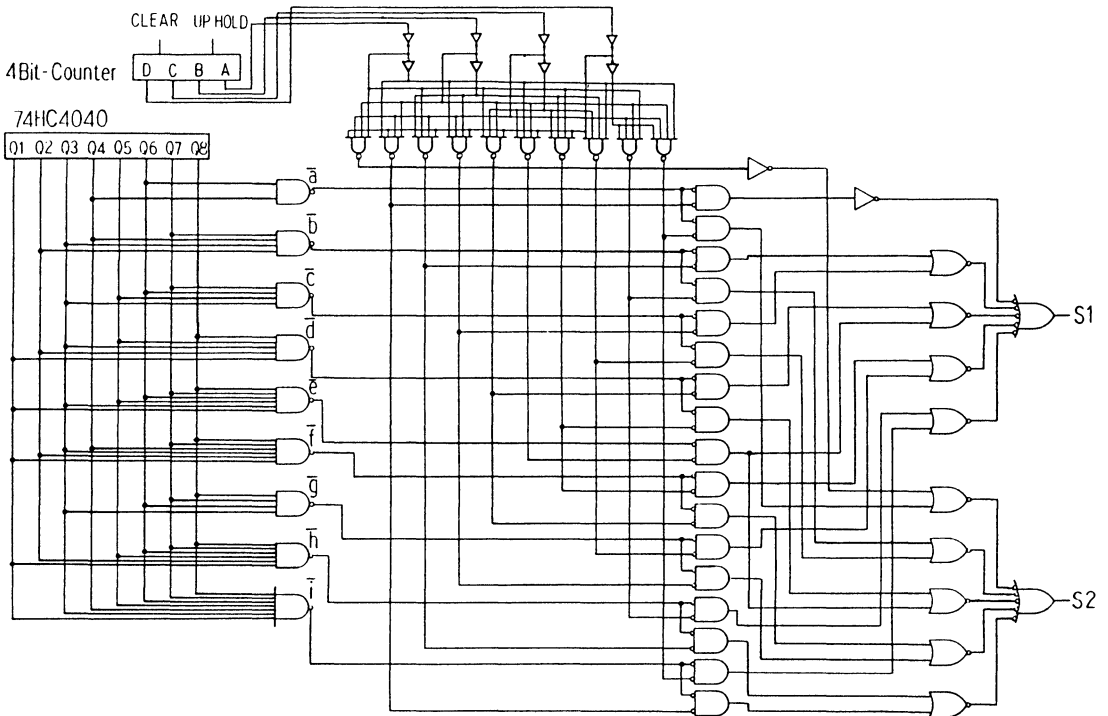 CLEAR UP HOLD
4Bit-Counter
D C B A
74HC4040
Q1 Q2 Q3 Q4 Q5 Q6 Q7 Q8
a̅
b̅
c̅
d̅
e̅
f̅
g̅
h̅
i̅
S1
S2